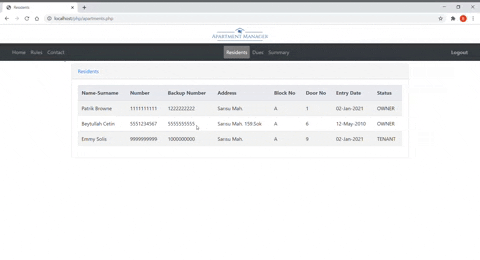 Residents
localhost/php/apartments.php
APARTMENT MANAGER
Home Rules Contact Residents Dues Summary Logout
Residents
Name-Surname Number Backup Number Address Block No Door No Entry Date Status
Patrik Browne 1111111111 1222222222 Sarısu Mah. A 1 02-Jan-2021 OWNER
Beytullah Cetin 5551234567 5555555555 Sarısu Mah. 159.Sok A 6 12-May-2010 OWNER
Emmy Solis 9999999999 1000000000 Sarısu Mah. A 9 02-Jan-2021 TENANT